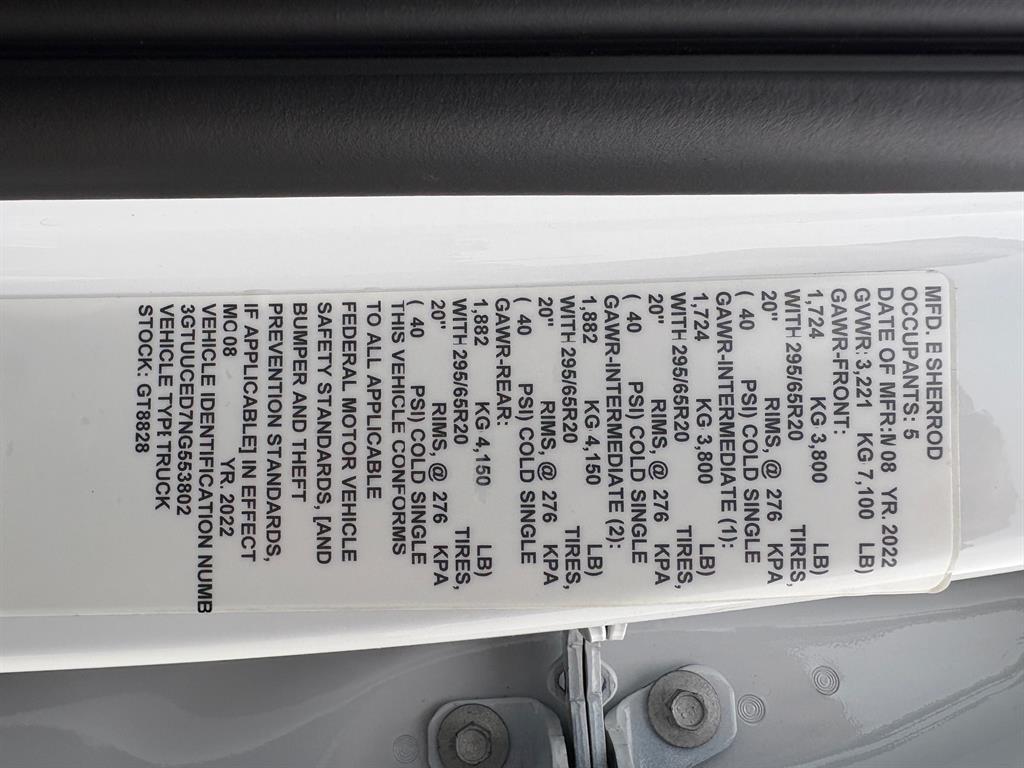 MFD. E SHERROD
OCCUPANTS: 5
DATE OF MFR:M 08 YR. 2022
GVWR: 3,221 KG 7,100 LB)
GAWR-FRONT:
1,724 KG 3,800 LB)
WITH 295/65R20 TIRES,
20" RIMS, @ 276 KPA
( 40 PSI) COLD SINGLE
GAWR-INTERMEDIATE (1):
1,724 KG 3,800 LB)
WITH 295/65R20 TIRES,
20" RIMS, @ 276 KPA
( 40 PSI) COLD SINGLE
GAWR-INTERMEDIATE (2):
1,882 KG 4,150 LB)
WITH 295/65R20 TIRES,
20" RIMS, @ 276 KPA
( 40 PSI) COLD SINGLE
GAWR-REAR:
1,882 KG 4,150 LB)
WITH 295/65R20 TIRES,
20" RIMS, @ 276 KPA
( 40 PSI) COLD SINGLE
THIS VEHICLE CONFORMS
TO ALL APPLICABLE
FEDERAL MOTOR VEHICLE
SAFETY STANDARDS, [AND
BUMPER AND THEFT
PREVENTION STANDARDS,
IF APPLICABLE] IN EFFECT
MO 08 YR. 2022
VEHICLE IDENTIFICATION NUMB
3GTUUCED7NG553802
VEHICLE TYPE TRUCK
STOCK: GT8828